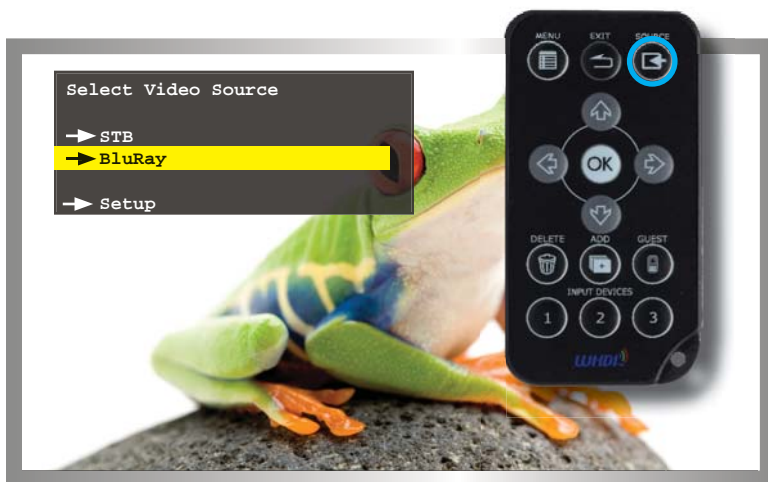 Select Video Source
STB
BluRay
Setup
MENU EXIT SOURCE
OK
DELETE ADD GUEST
INPUT DEVICES
1 2 3
WHDI